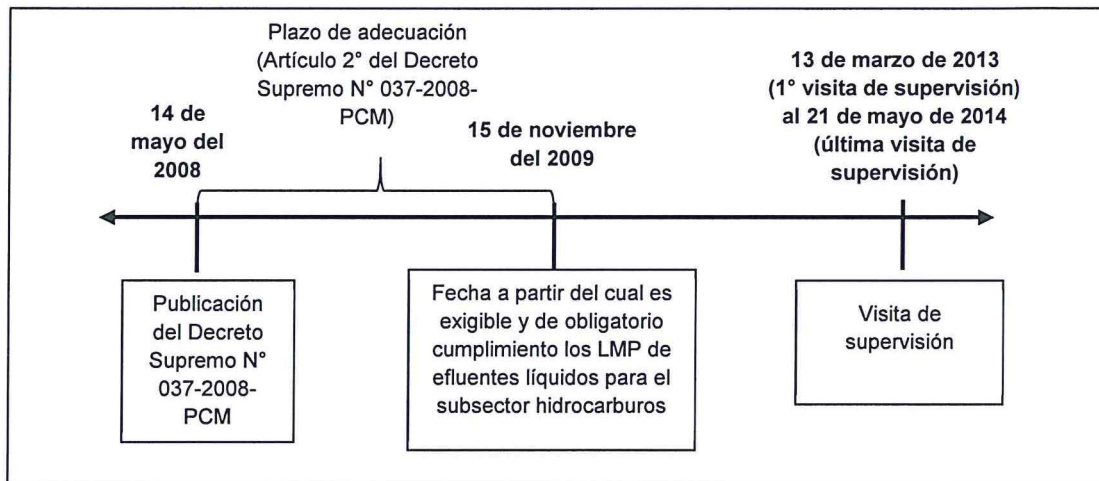 Plazo de adecuación
(Artículo 2° del Decreto
Supremo N° 037-2008-
PCM)
14 de
mayo del
2008
15 de noviembre
del 2009
13 de marzo de 2013
(1° visita de supervisión)
al 21 de mayo de 2014
(última visita de
supervisión)
Publicación
del Decreto
Supremo N°
037-2008-
PCM
Fecha a partir del cual es
exigible y de obligatorio
cumplimiento los LMP de
efluentes líquidos para el
subsector hidrocarburos
Visita de
supervisión